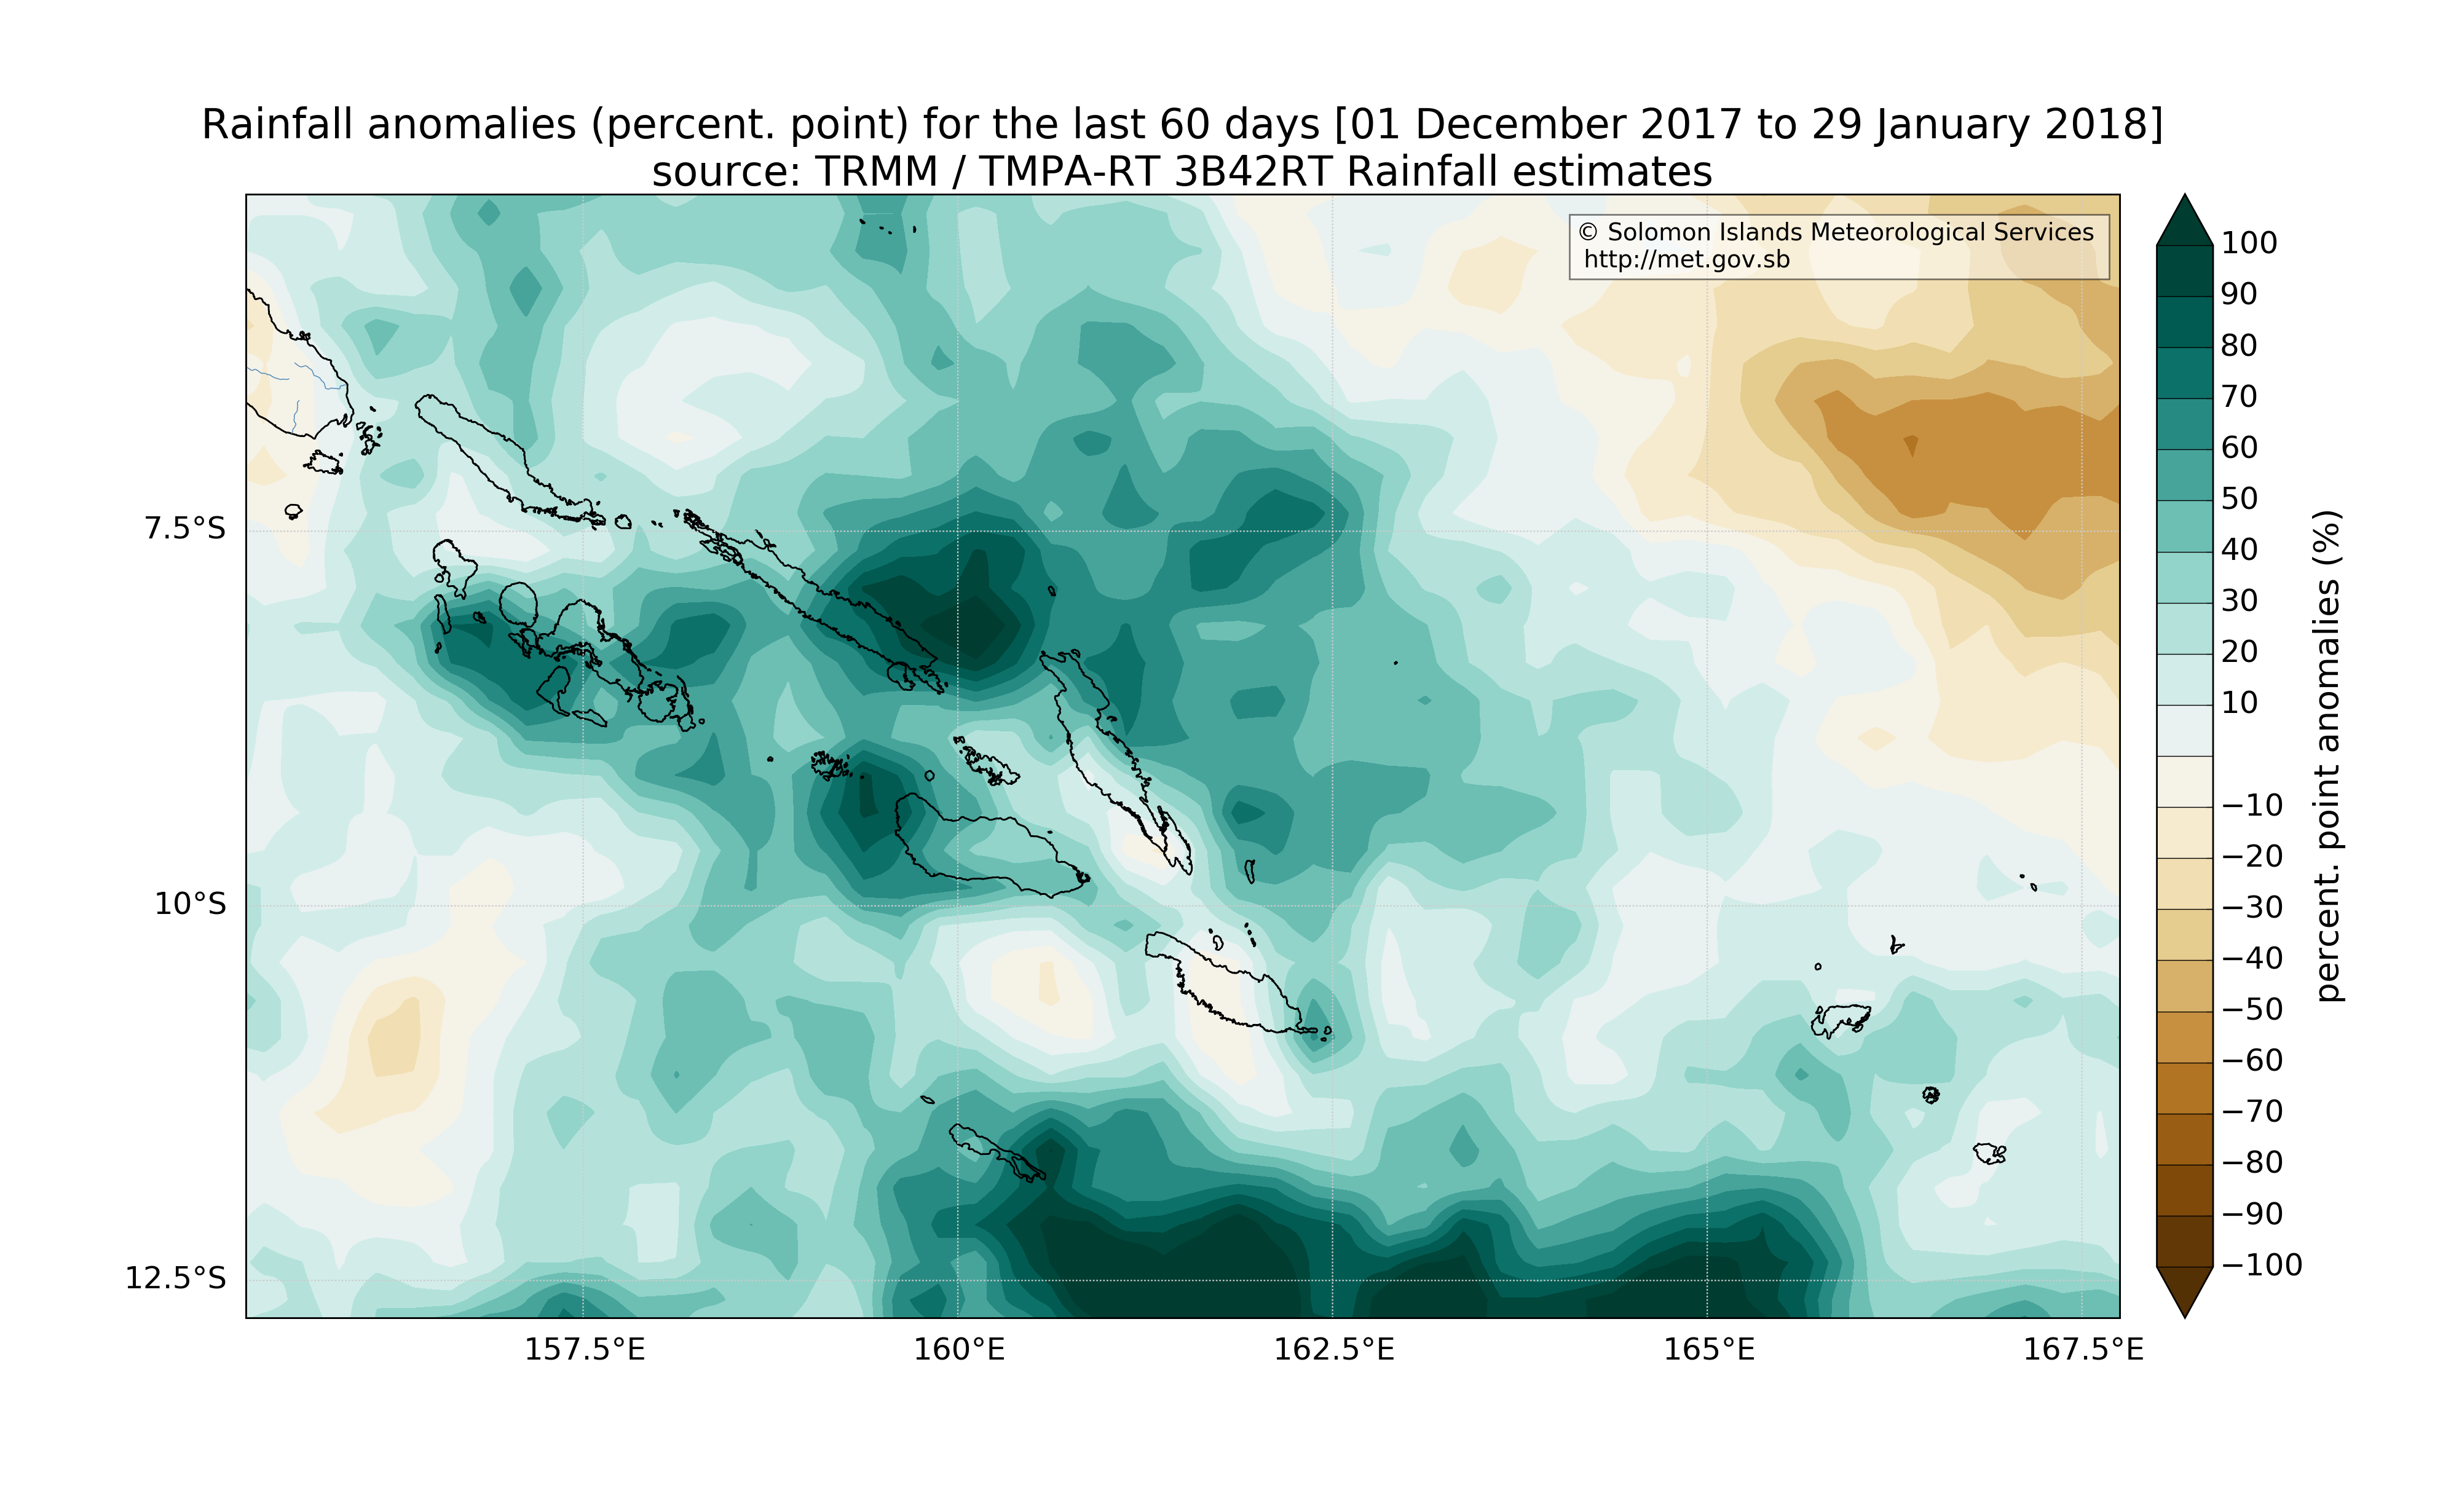 Rainfall anomalies (percent. point) for the last 60 days [01 December 2017 to 29 January 2018]
source: TRMM / TMPA-RT 3B42RT Rainfall estimates
© Solomon Islands Meteorological Services
http://met.gov.sb
7.5°S
10°S
12.5°S
157.5°E
160°E
162.5°E
165°E
167.5°E
100
90
80
70
60
50
40
30
20
10
−10
−20
−30
−40
−50
−60
−70
−80
−90
−100
percent. point anomalies (%)